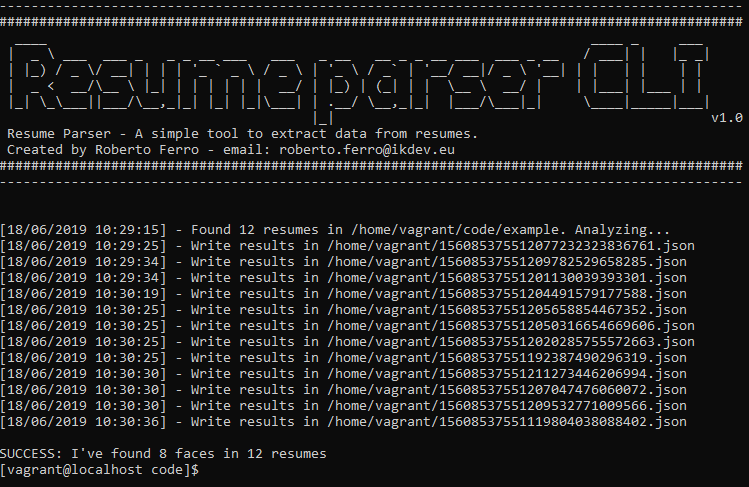 Resume parser CLI
v1.0
Resume Parser - A simple tool to extract data from resumes.
Created by Roberto Ferro - email: roberto.ferro@ikdev.eu
[18/06/2019 10:29:15] - Found 12 resumes in /home/vagrant/code/example. Analyzing...
[18/06/2019 10:29:25] - Write results in /home/vagrant/156085375512077232323836761.json
[18/06/2019 10:29:34] - Write results in /home/vagrant/15608537551209782529658285.json
[18/06/2019 10:29:34] - Write results in /home/vagrant/15608537551201130039393301.json
[18/06/2019 10:30:19] - Write results in /home/vagrant/15608537551204491579177588.json
[18/06/2019 10:30:25] - Write results in /home/vagrant/15608537551205658854467352.json
[18/06/2019 10:30:25] - Write results in /home/vagrant/156085375512050316654669606.json
[18/06/2019 10:30:25] - Write results in /home/vagrant/156085375512020285755572663.json
[18/06/2019 10:30:25] - Write results in /home/vagrant/15608537551192387490296319.json
[18/06/2019 10:30:30] - Write results in /home/vagrant/15608537551211273446206994.json
[18/06/2019 10:30:30] - Write results in /home/vagrant/15608537551207047476060072.json
[18/06/2019 10:30:30] - Write results in /home/vagrant/15608537551209532771009566.json
[18/06/2019 10:30:36] - Write results in /home/vagrant/15608537551119804038088402.json
SUCCESS: I've found 8 faces in 12 resumes
[vagrant@localhost code]$